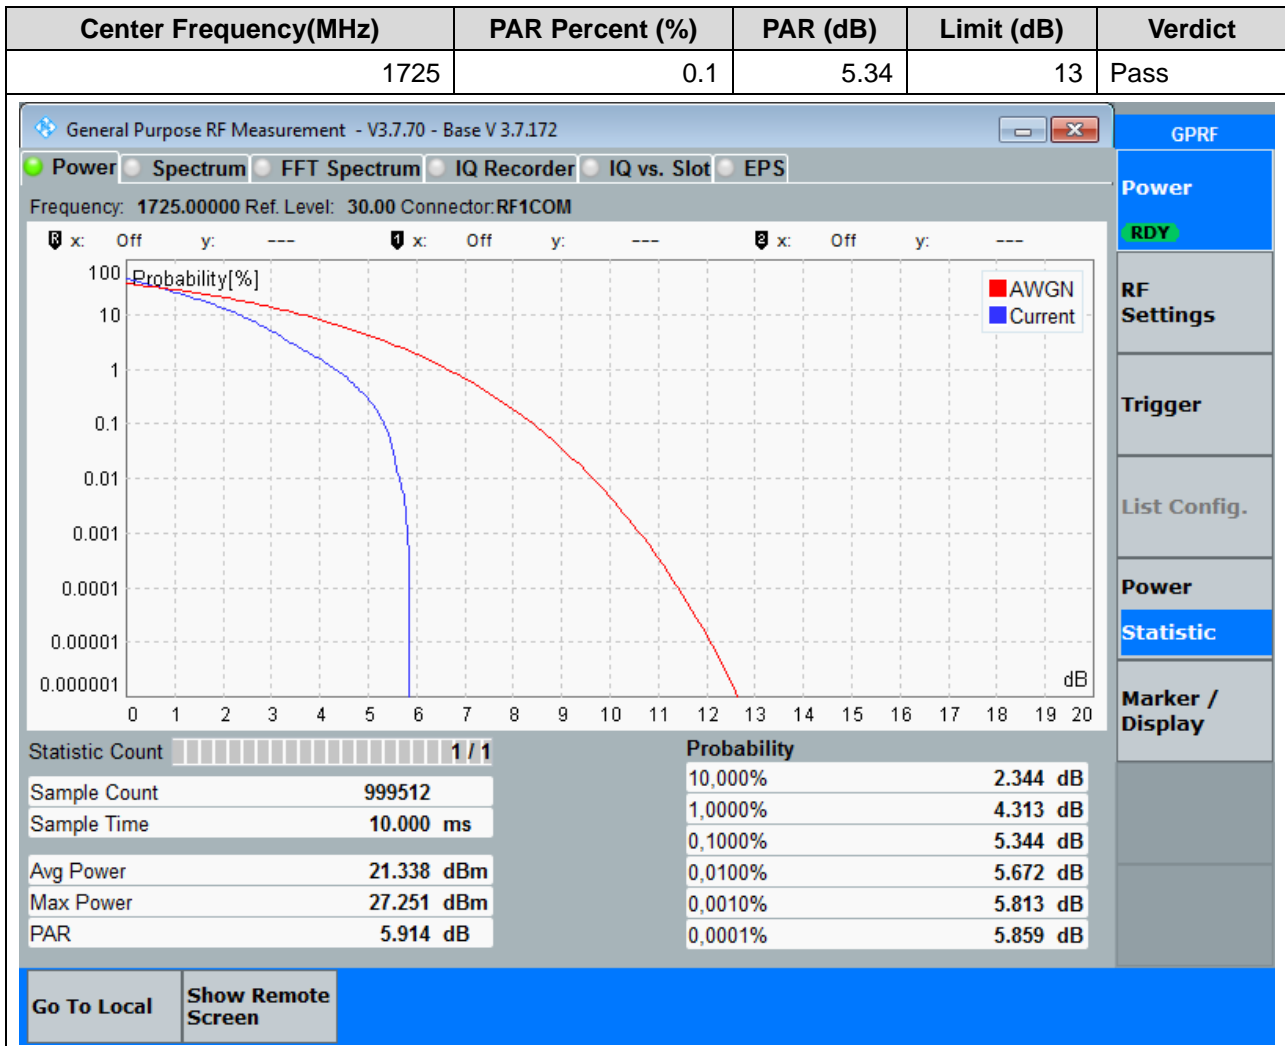 Center Frequency(MHz) PAR Percent (%) PAR (dB) Limit (dB) Verdict
1725 0.1 5.34 13 Pass
General Purpose RF Measurement - V3.7.70 - Base V 3.7.172
GPRF
Power Spectrum FFT Spectrum IQ Recorder IQ vs. Slot EPS
Frequency: 1725.00000 Ref. Level: 30.00 Connector: RF1COM
R x: Off y: --- 1 x: Off y: --- 2 x: Off y: ---
Probability[%]
AWGN
Current
100
10
1
0.1
0.01
0.001
0.0001
0.00001
0.000001
dB
0 1 2 3 4 5 6 7 8 9 10 11 12 13 14 15 16 17 18 19 20
Statistic Count 1 / 1
Sample Count 999512
Sample Time 10.000 ms
Avg Power 21.338 dBm
Max Power 27.251 dBm
PAR 5.914 dB
Probability
10,000% 2.344 dB
1,0000% 4.313 dB
0,1000% 5.344 dB
0,0100% 5.672 dB
0,0010% 5.813 dB
0,0001% 5.859 dB
Power
RDY
RF
Settings
Trigger
List Config.
Power
Statistic
Marker /
Display
Go To Local
Show Remote
Screen